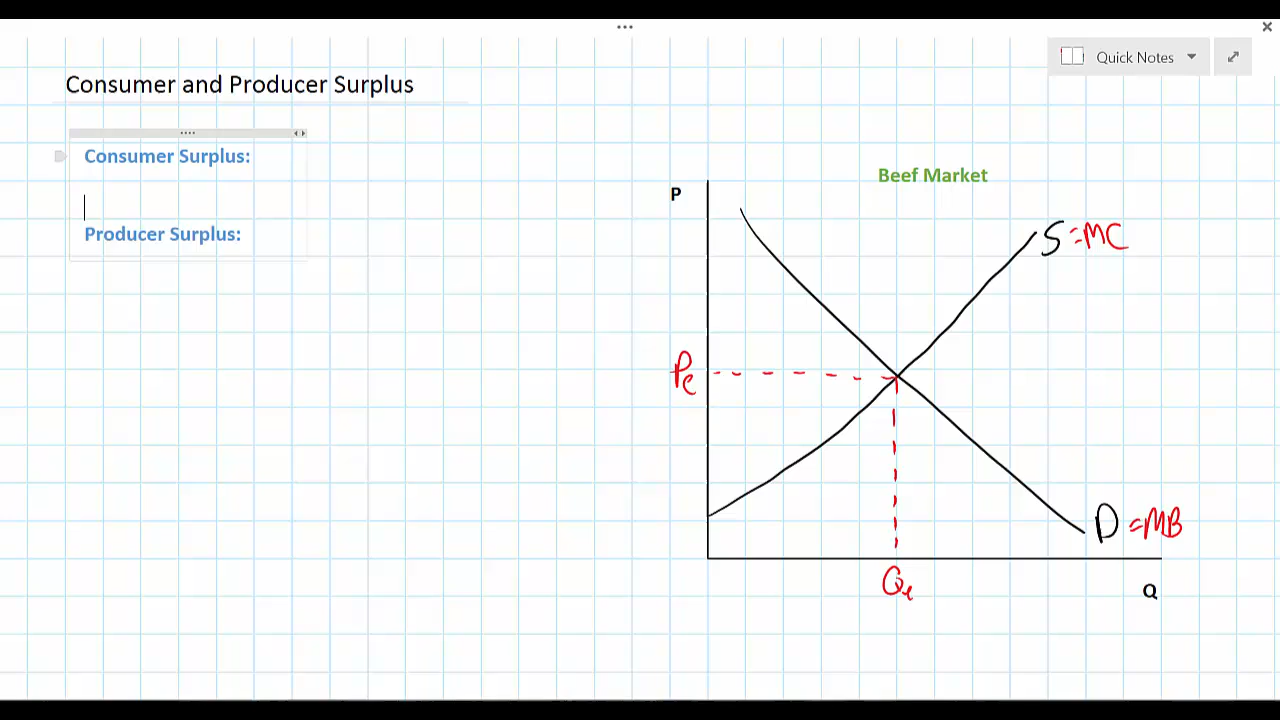 Quick Notes
Consumer and Producer Surplus
Consumer Surplus:
Producer Surplus:
Beef Market
P
S=MC
Pe
D=MB
Qe
Q